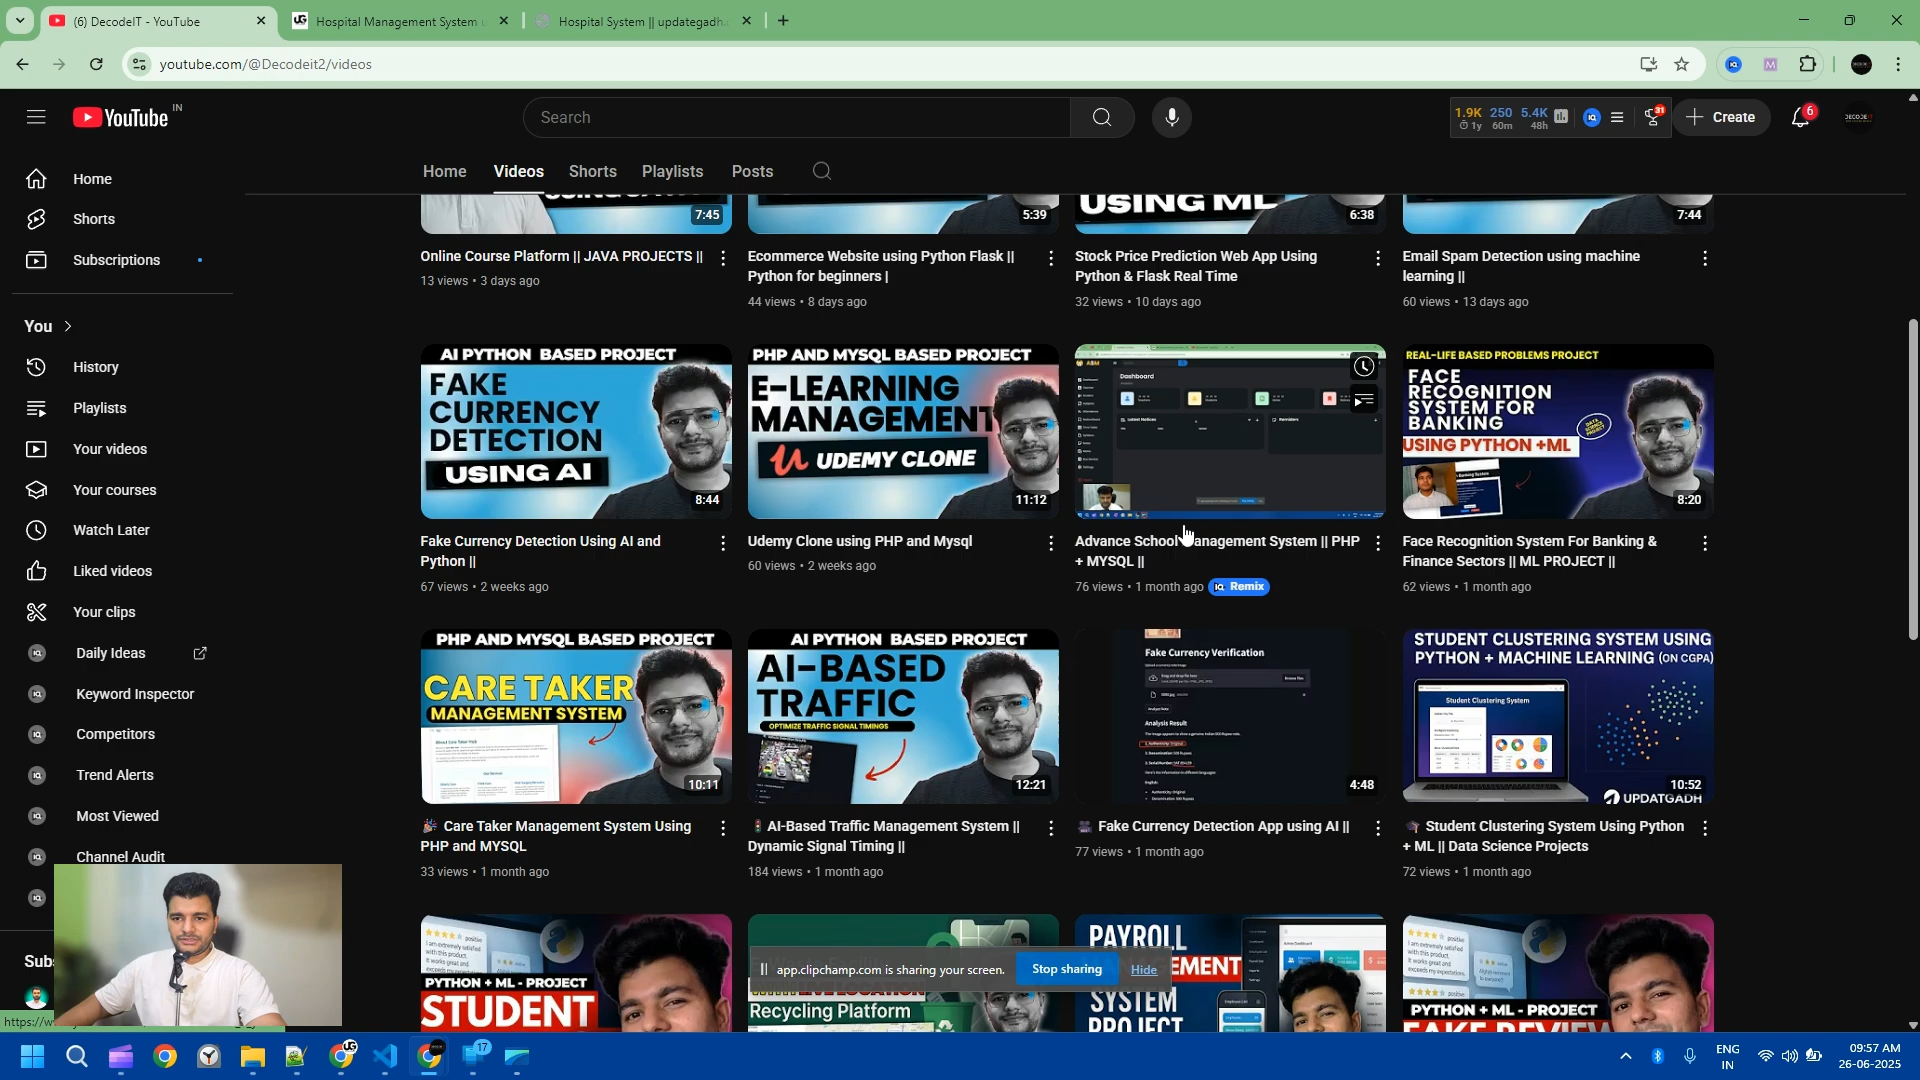 (6) DecodeIT - YouTube
Hospital Management System u
Hospital System || updategadh.
youtube.com/@Decodeit2/videos
YouTube IN
Search
1.9K 250 5.4K
1y 60m 48h
31
Create
6
Home Videos Shorts Playlists Posts
Home
Shorts
Subscriptions
You
History
Playlists
Your videos
Your courses
Watch Later
Liked videos
Your clips
Daily Ideas
Keyword Inspector
Competitors
Trend Alerts
Most Viewed
Channel Audit
7:45
5:39
USING ML
6:38
7:44
Online Course Platform || JAVA PROJECTS ||
13 views • 3 days ago
Ecommerce Website using Python Flask ||
Python for beginners |
44 views • 8 days ago
Stock Price Prediction Web App Using
Python & Flask Real Time
32 views • 10 days ago
Email Spam Detection using machine
learning ||
60 views • 13 days ago
AI PYTHON BASED PROJECT
FAKE
CURRENCY
DETECTION
USING AI
8:44
PHP AND MYSQL BASED PROJECT
E-LEARNING
MANAGEMENT
UDEMY CLONE
11:12
Dashboard
REAL-LIFE BASED PROBLEMS PROJECT
FACE
RECOGNITION
SYSTEM FOR
BANKING
USING PYTHON +ML
8:20
Fake Currency Detection Using AI and
Python ||
67 views • 2 weeks ago
Udemy Clone using PHP and Mysql
60 views • 2 weeks ago
Advance School Management System || PHP
+ MYSQL ||
76 views • 1 month ago Remix
Face Recognition System For Banking &
Finance Sectors || ML PROJECT ||
62 views • 1 month ago
PHP AND MYSQL BASED PROJECT
CARE TAKER
MANAGEMENT SYSTEM
10:11
AI PYTHON BASED PROJECT
AI-BASED
TRAFFIC
OPTIMIZE TRAFFIC SIGNAL TIMINGS
12:21
Fake Currency Verification
Analysis Result
4:48
STUDENT CLUSTERING SYSTEM USING
PYTHON + MACHINE LEARNING (ON CGPA)
Student Clustering System
10:52
UPDATGADH
Care Taker Management System Using
PHP and MYSQL
33 views • 1 month ago
AI-Based Traffic Management System ||
Dynamic Signal Timing ||
184 views • 1 month ago
Fake Currency Detection App using AI ||
77 views • 1 month ago
Student Clustering System Using Python
+ ML || Data Science Projects
72 views • 1 month ago
PYTHON + ML - PROJECT
STUDENT
Recycling Platform
PAYROLL
SYSTEM
PROJECT
PYTHON + ML - PROJECT
app.clipchamp.com is sharing your screen. Stop sharing Hide
17
ENG
IN
09:57 AM
26-06-2025